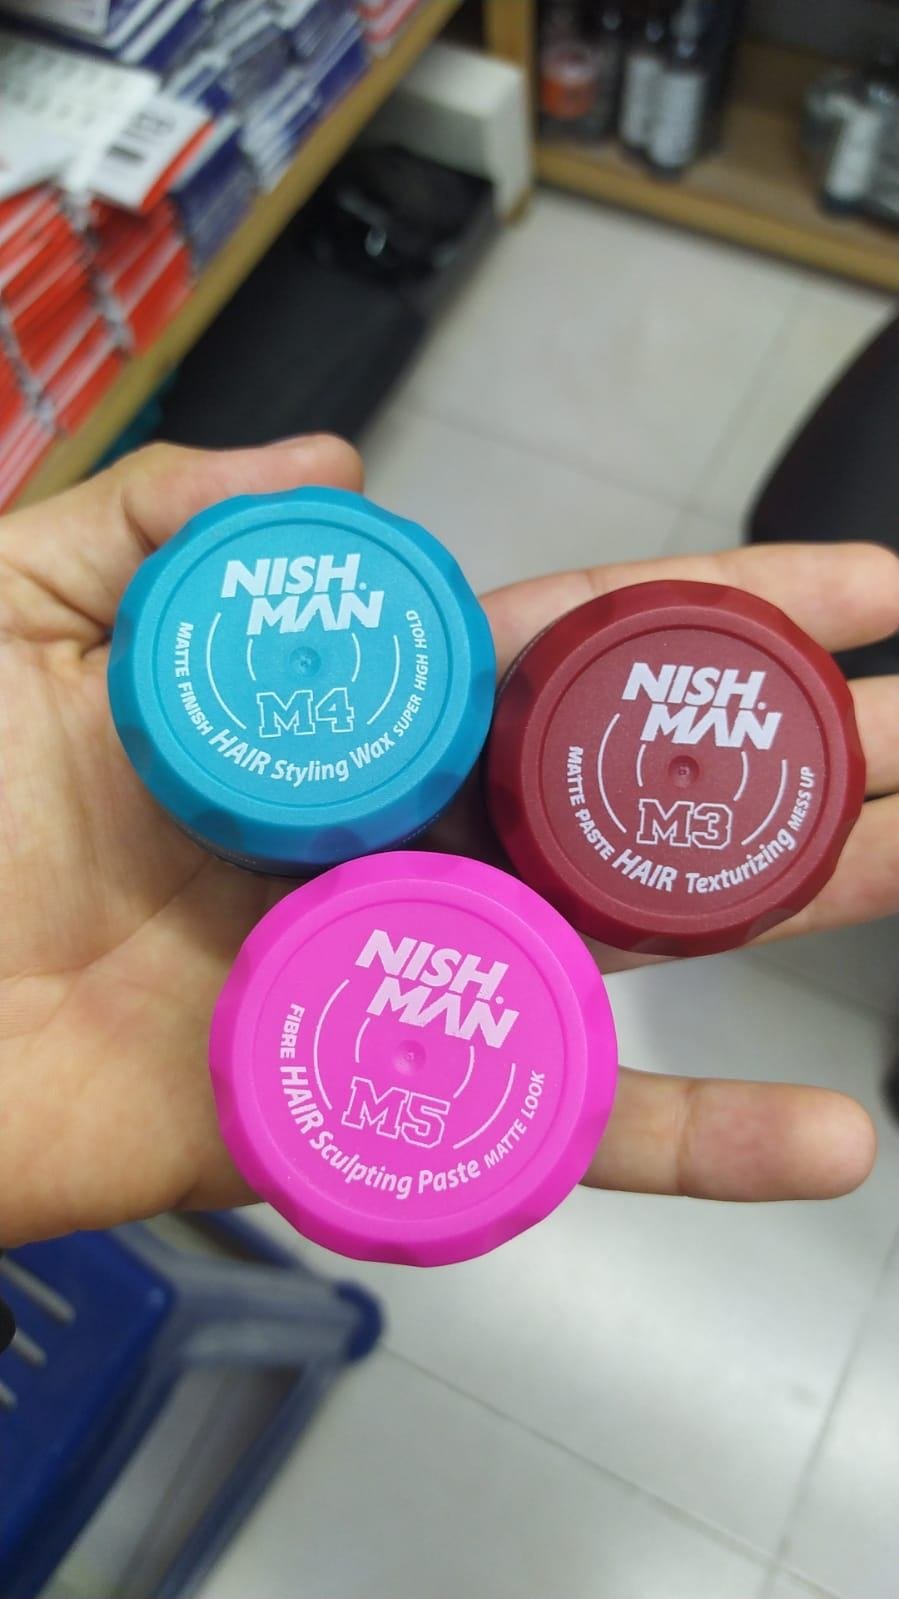 NISH.
MAN
M4
MATTE FINISH HAIR Styling Wax SUPER HIGH HOLD
NISH.
MAN
M3
MATTE PASTE HAIR Texturizing MESS UP
NISH.
MAN
M5
FIBRE HAIR Sculpting Paste MATTE LOOK